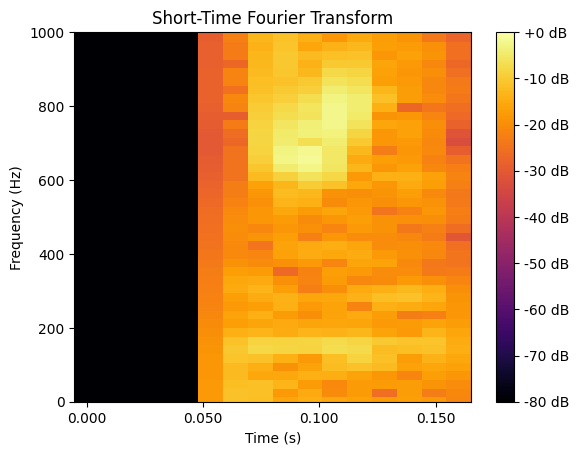 Short-Time Fourier Transform
1000
800
600
400
200
0
Frequency (Hz)
0.000
0.050
0.100
0.150
Time (s)
+0 dB
-10 dB
-20 dB
-30 dB
-40 dB
-50 dB
-60 dB
-70 dB
-80 dB